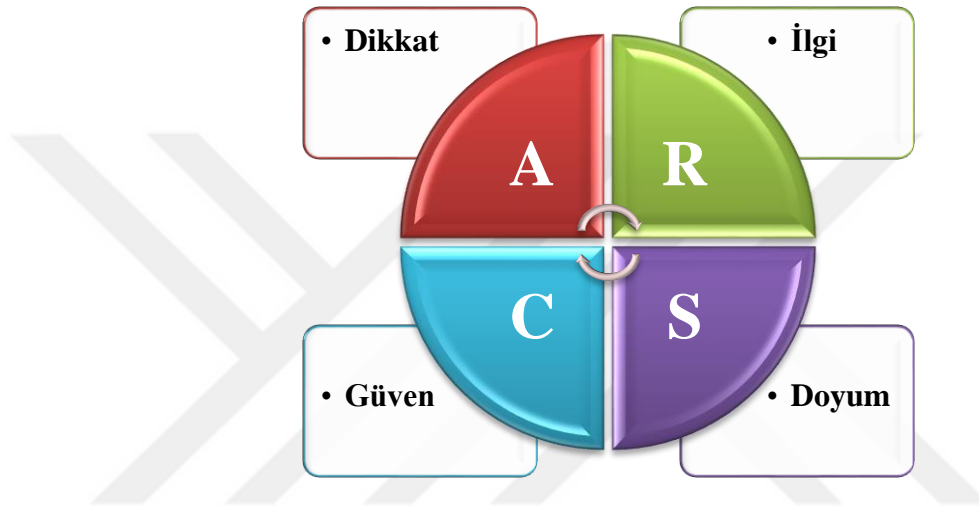 • Dikkat
• İlgi
A
R
C
S
• Güven
• Doyum